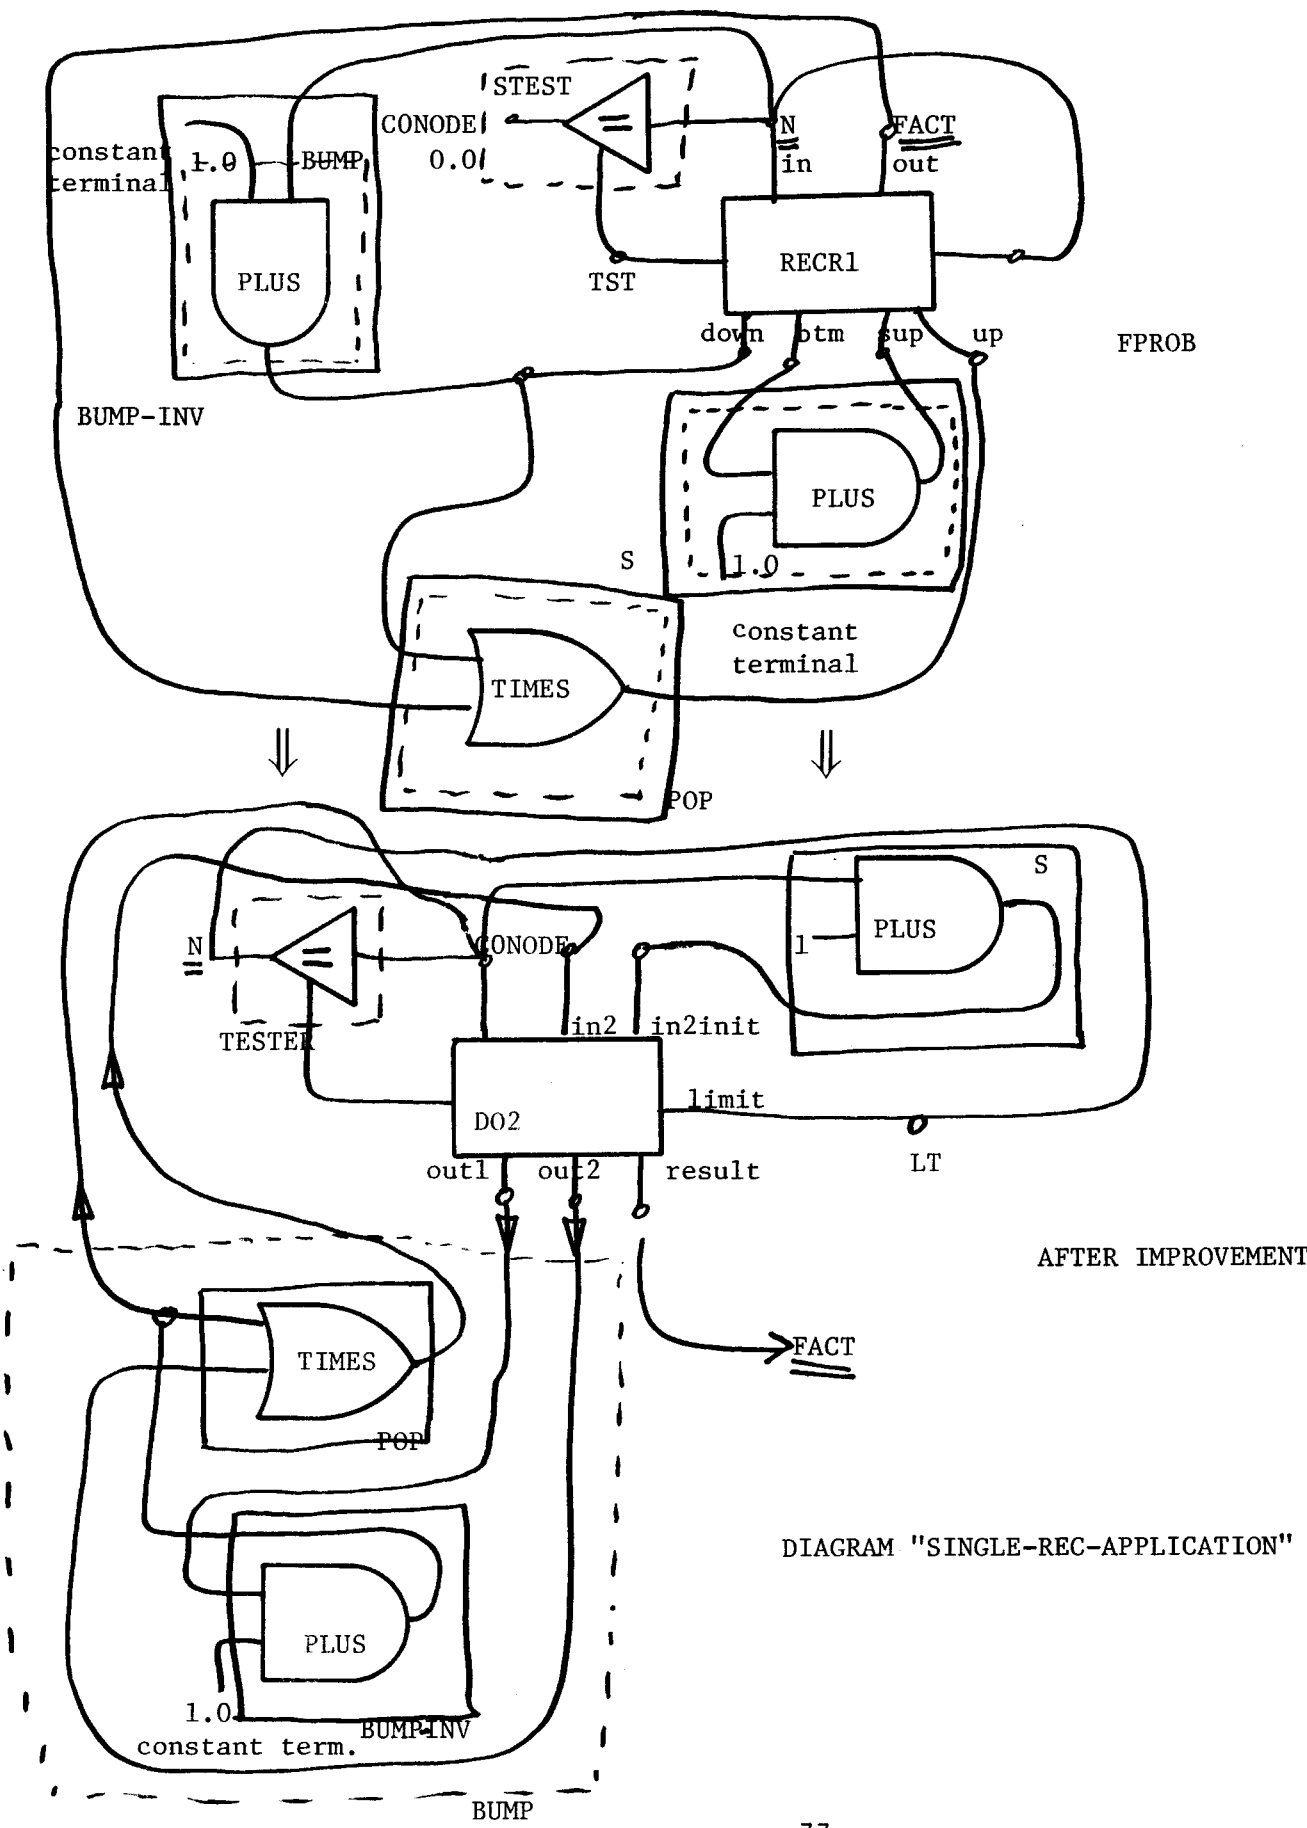 STEST
CONODE
0.0
=
N
in
FACT
out
constant
terminal
1.0
BUMP
PLUS
TST
RECR1
down
btm
sup
up
FPROB
BUMP-INV
PLUS
1.0
S
constant
terminal
TIMES
POP
⇓ ⇓
S
PLUS
1
N
=
CONODE
TESTER
in2
in2init
limit
DO2
LT
out1
out2
result
AFTER IMPROVEMENT
FACT
TIMES
POP
DIAGRAM "SINGLE-REC-APPLICATION"
PLUS
1.0
BUMP-INV
constant term.
BUMP